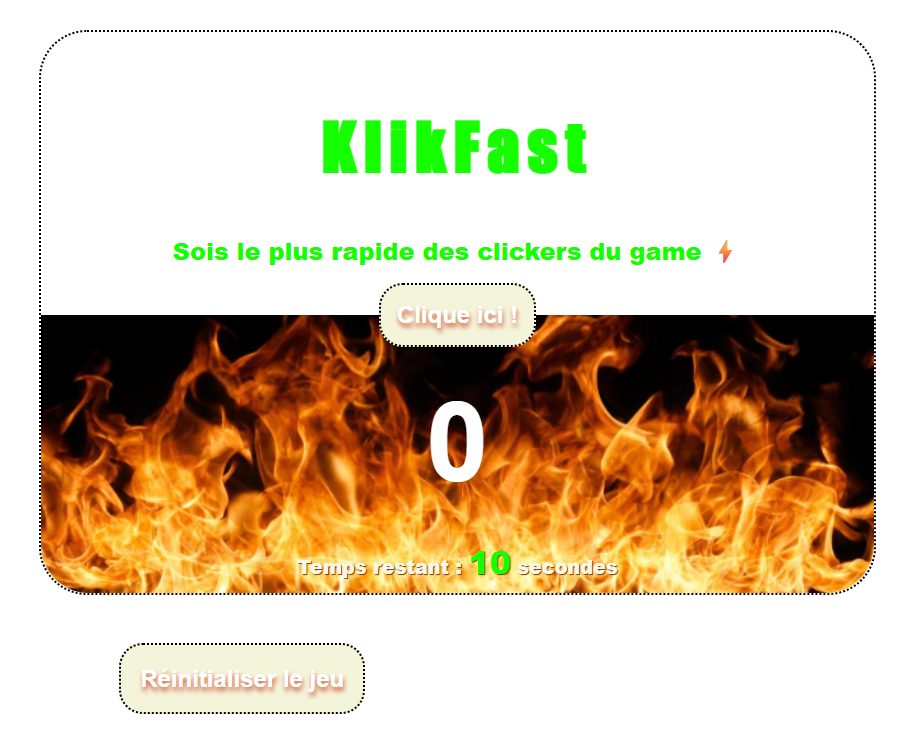 KlikFast
Sois le plus rapide des clickers du game ⚡
Clique ici !
0
Temps restant : 10 secondes
Réinitialiser le jeu